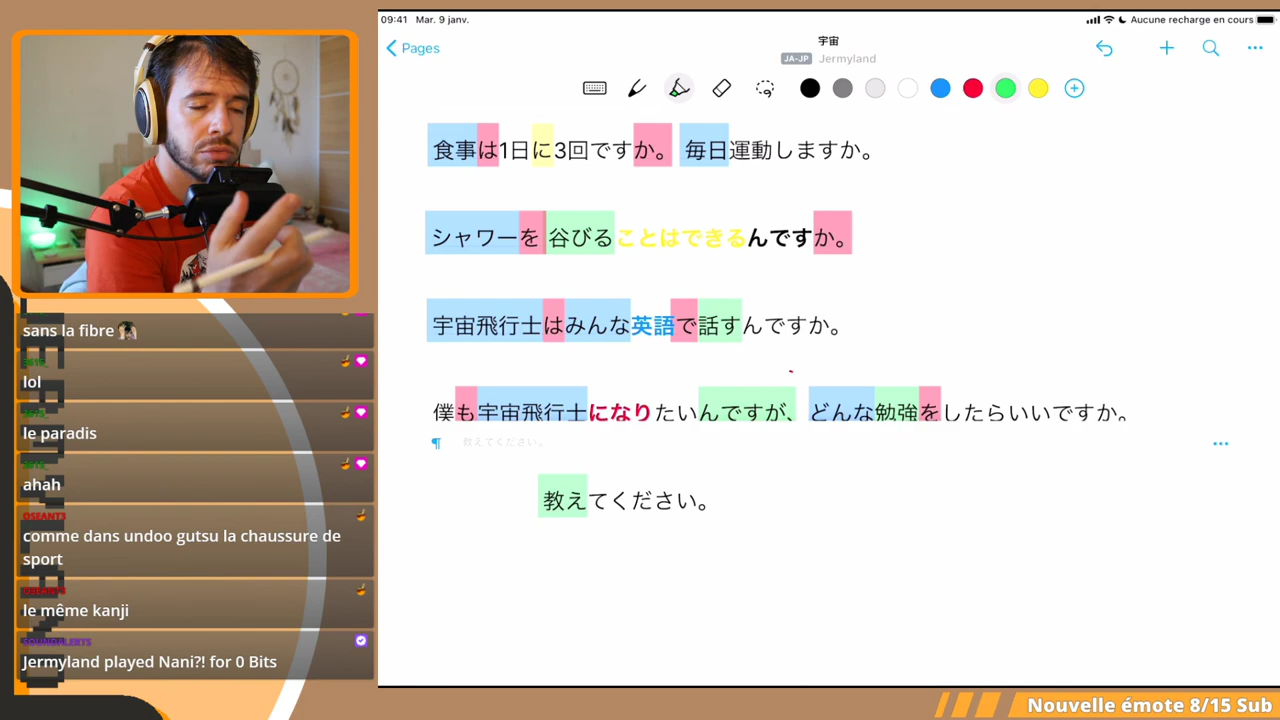 09:41 Mar. 9 janv.
Aucune recharge en cours
Pages
宇宙
JA-JP Jermyland
食事は1日に3回ですか。毎日運動しますか。
シャワーを谷びることはできるんですか。
宇宙飛行士はみんな英語で話すんですか。
僕も宇宙飛行士になりたいんですが、どんな勉強をしたらいいですか。
教えてください。
教えてください。
sans la fibre
lol
le paradis
ahah
OSEANT3
comme dans undoo gutsu la chaussure de
sport
OSEANT3
le même kanji
SOUNDALERTS
Jermyland played Nani?! for 0 Bits
Nouvelle émote 8/15 Sub